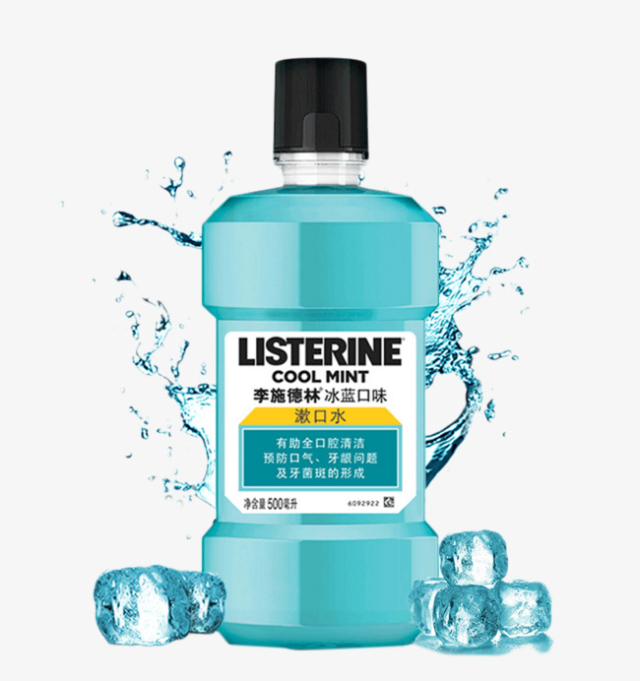 LISTERINE®
COOL MINT
李施德林®冰蓝口味
漱口水
有助全口腔清洁
预防口气、牙龈问题
及牙菌斑的形成
净含量500毫升
6092922